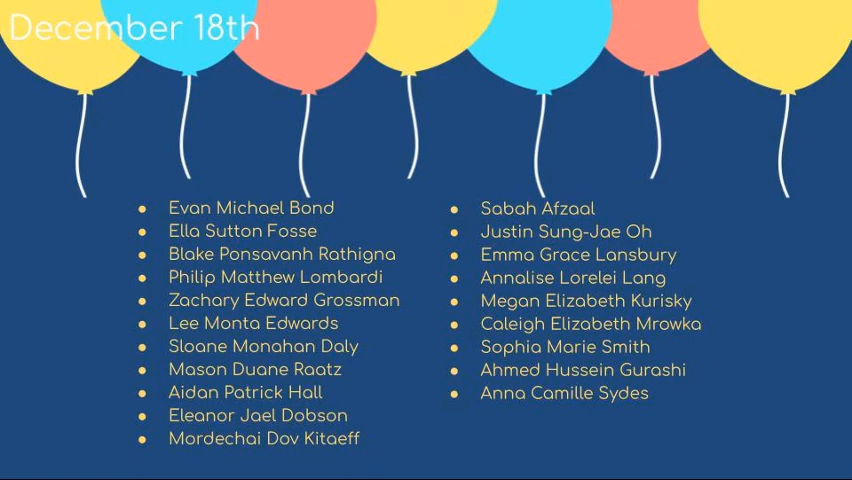 December 18th
Evan Michael Bond
Ella Sutton Fosse
Blake Ponsavanh Rathigna
Philip Matthew Lombardi
Zachary Edward Grossman
Lee Monta Edwards
Sloane Monahan Daly
Mason Duane Raatz
Aidan Patrick Hall
Eleanor Jael Dobson
Mordechai Dov Kitaeff
Sabah Afzaal
Justin Sung-Jae Oh
Emma Grace Lansbury
Annalise Lorelei Lang
Megan Elizabeth Kurisky
Caleigh Elizabeth Mrowka
Sophia Marie Smith
Ahmed Hussein Gurashi
Anna Camille Sydes